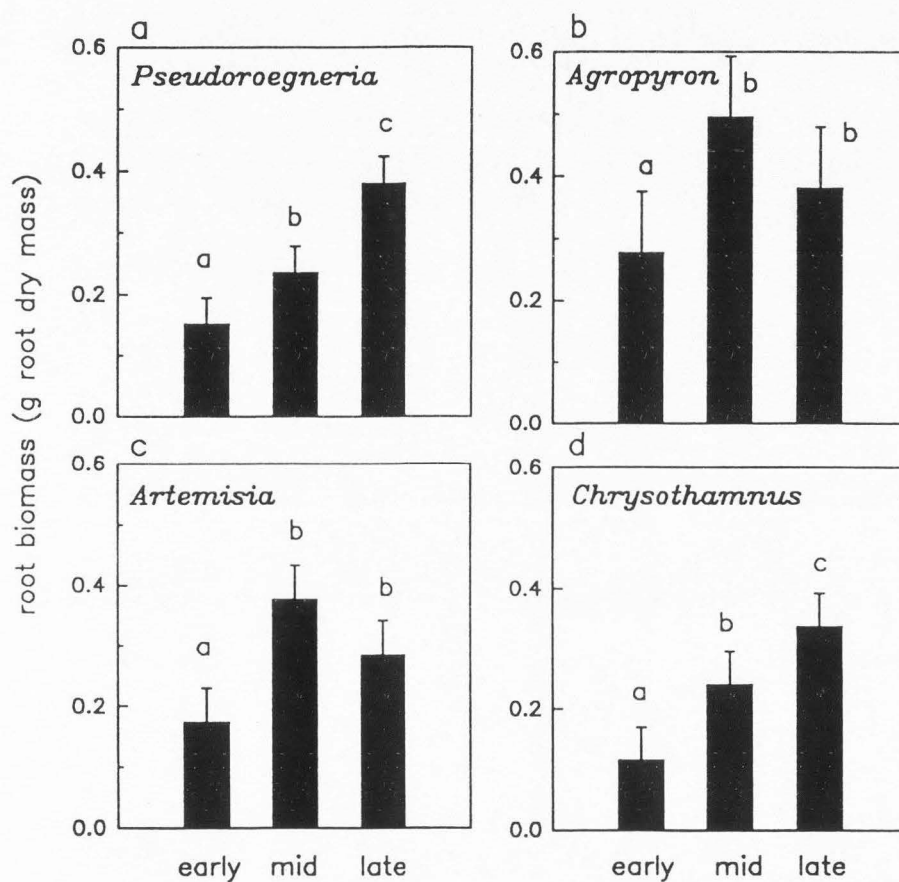 a
b
0.6
Pseudoroegneria
c
0.4
b
a
0.2
0.0
0.6
Agropyron
b
a
b
0.4
0.2
0.0
c
d
0.6
Artemisia
b
b
0.4
a
0.2
0.0
early mid late
0.6
Chrysothamnus
c
0.4
b
a
0.2
0.0
early mid late
root biomass (g root dry mass)